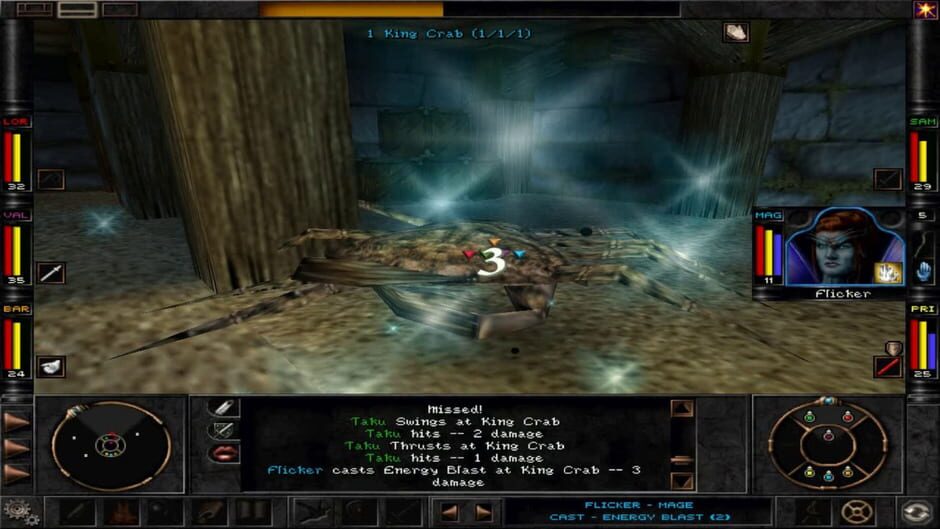 1 King Crab (1/1/1)
LOR
32
SAM
29
VAL
35
MAG
11
Flicker
5
BAR
24
PRI
25
3
Missed!
Taku Swings at King Crab
Taku hits -- 2 damage
Taku Thrusts at King Crab
Taku hits -- 1 damage
Flicker casts Energy Blast at King Crab -- 3
damage
FLICKER - MAGE
CAST - ENERGY BLAST (2)